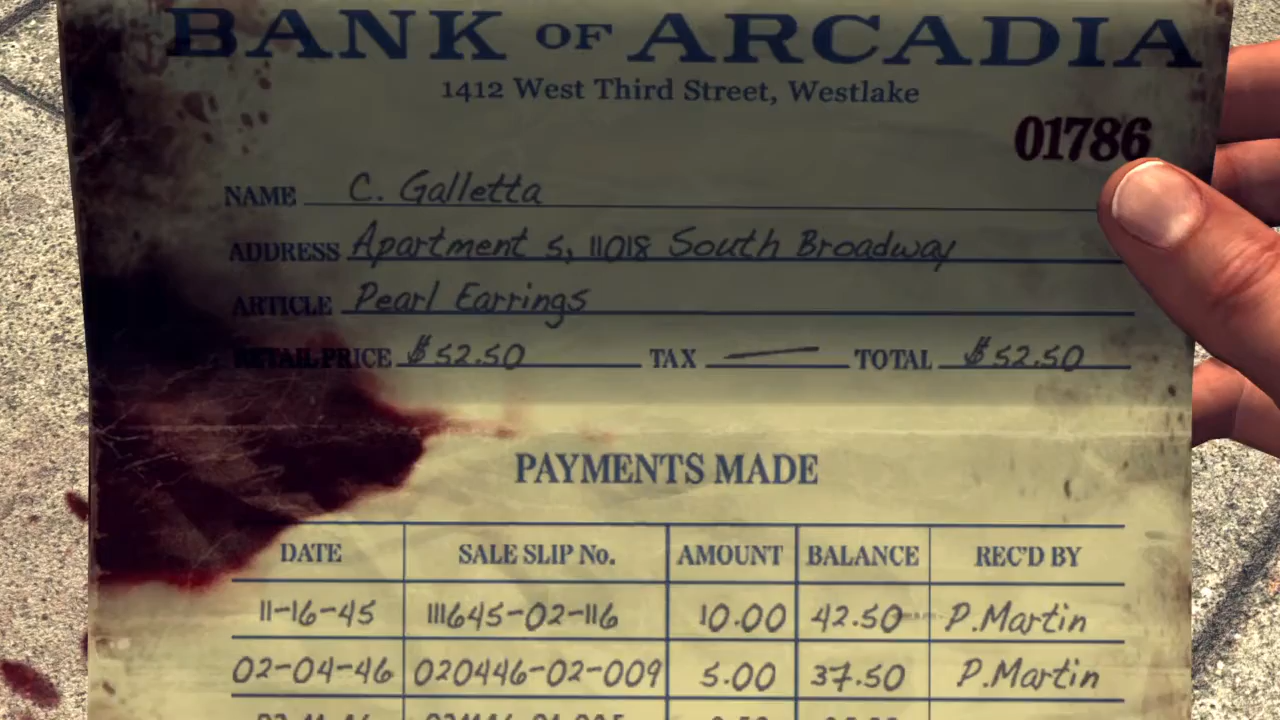 BANK OF ARCADIA
1412 West Third Street, Westlake
01786
NAME C. Galletta
ADDRESS Apartment 5, 11018 South Broadway
ARTICLE Pearl Earrings
RETAIL PRICE $52.50 TAX — TOTAL $52.50
PAYMENTS MADE
DATE SALE SLIP No. AMOUNT BALANCE REC'D BY
11-16-45 111645-02-116 10.00 42.50 P.Martin
02-04-46 020446-02-009 5.00 37.50 P.Martin